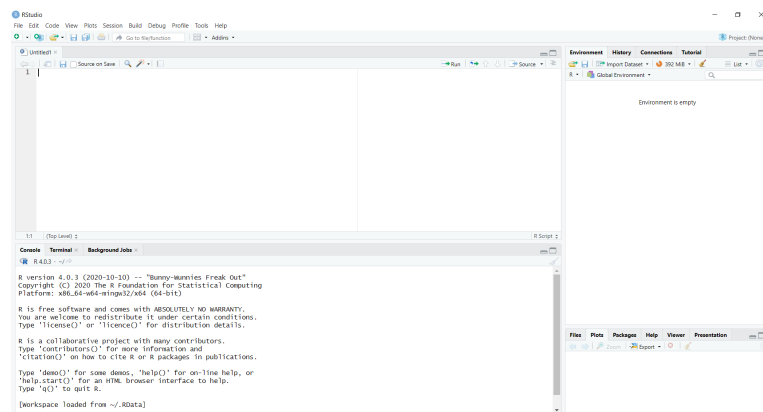 RStudio
File Edit Code View Plots Session Build Debug Profile Tools Help
Go to file/function Addins Project: (None
Untitled1
Source on Save Run Source
1
1:1 (Top Level) R Script
Console Terminal Background Jobs
R 4.0.3 · ~/
R version 4.0.3 (2020-10-10) -- "Bunny-Wunnies Freak Out"
Copyright (C) 2020 The R Foundation for Statistical Computing
Platform: x86_64-w64-mingw32/x64 (64-bit)
R is free software and comes with ABSOLUTELY NO WARRANTY.
You are welcome to redistribute it under certain conditions.
Type 'license()' or 'licence()' for distribution details.
R is a collaborative project with many contributors.
Type 'contributors()' for more information and
'citation()' on how to cite R or R packages in publications.
Type 'demo()' for some demos, 'help()' for on-line help, or
'help.start()' for an HTML browser interface to help.
Type 'q()' to quit R.
[Workspace loaded from ~/.RData]
Environment History Connections Tutorial
Import Dataset 392 MiB List
R Global Environment
Environment is empty
Files Plots Packages Help Viewer Presentation
Zoom Export